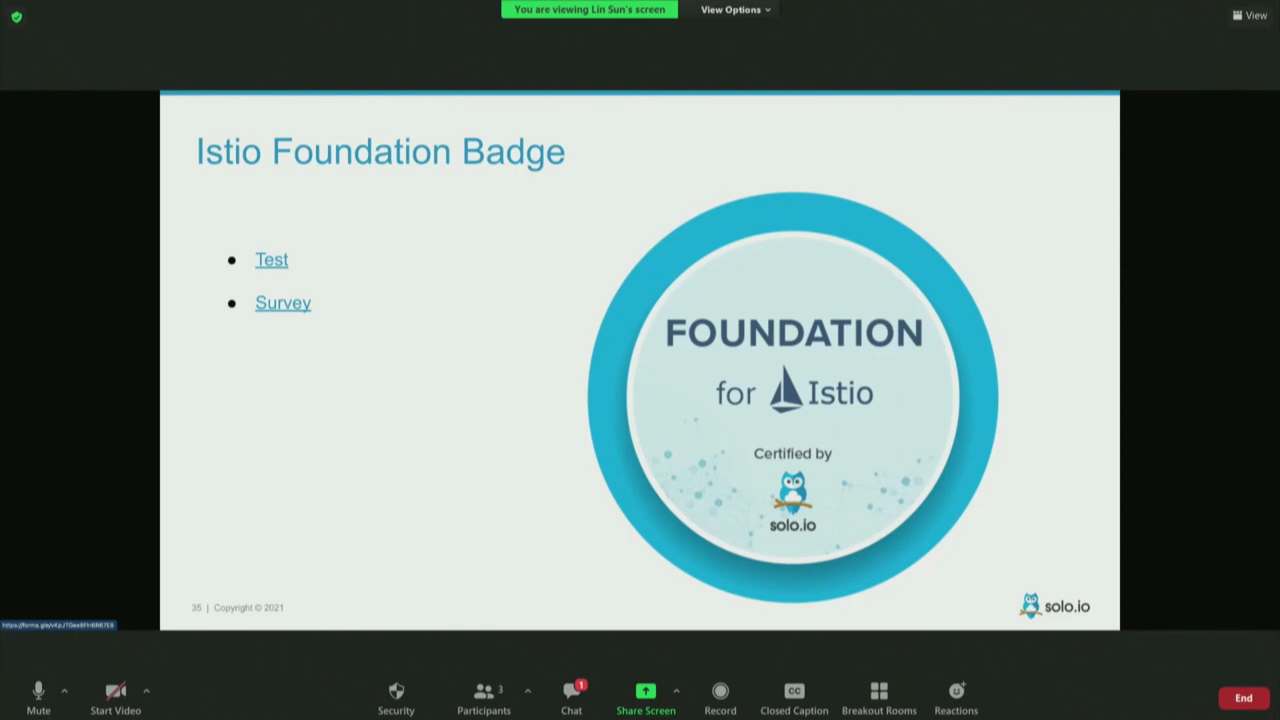 You are viewing Lin Sun's screen
View Options
View
Istio Foundation Badge
Test
Survey
FOUNDATION
for Istio
Certified by
solo.io
35 | Copyright © 2021
solo.io
Mute
Start Video
Security
Participants
3
Chat
1
Share Screen
Record
CC
Closed Caption
Breakout Rooms
Reactions
End